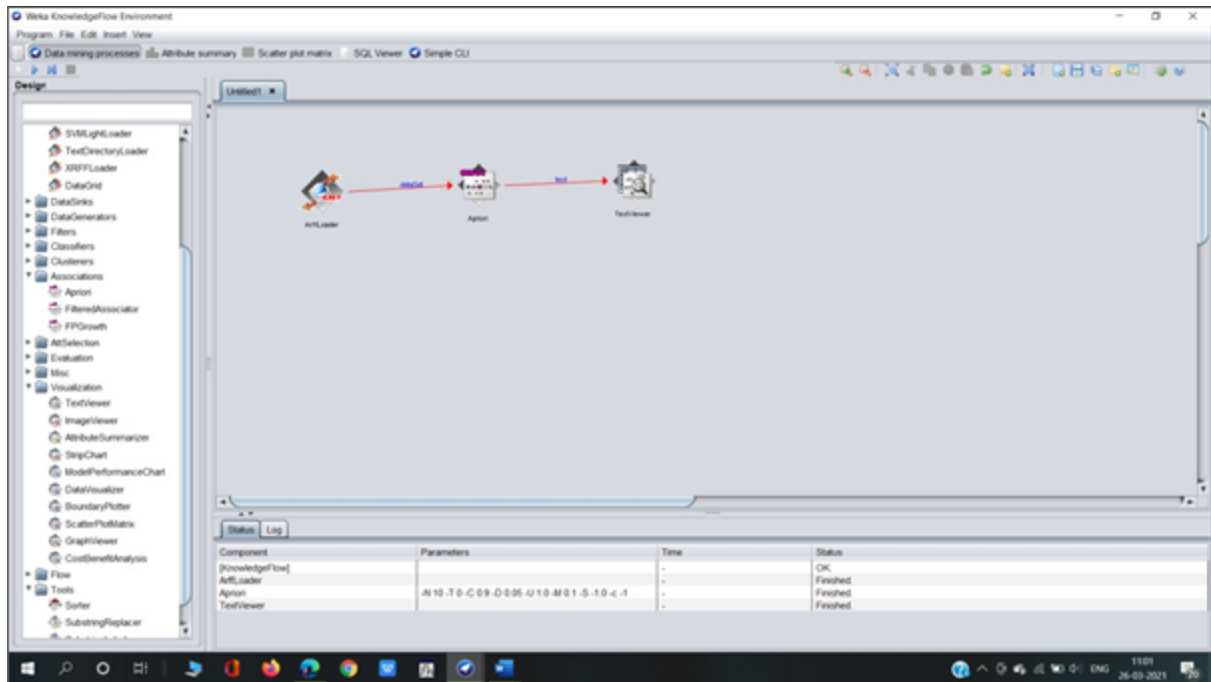 Weka KnowledgeFlow Environment
Program File Edit Insert View
Data mining processes Attribute summary Scatter plot matrix SQL Viewer Simple CLI
Design
Untitled1
SVMLightLoader
TextDirectoryLoader
XRFFLoader
DataGrid
DataSinks
DataGenerators
Filters
Classifiers
Clusterers
Associations
Apriori
FilteredAssociator
FPGrowth
AttSelection
Evaluation
Misc
Visualization
TextViewer
ImageViewer
AttributeSummarizer
StripChart
ModelPerformanceChart
DataVisualizer
BoundaryPlotter
ScatterPlotMatrix
GraphViewer
CostBenefitAnalysis
Flow
Tools
Sorter
SubstringReplacer
dataSet
text
ArffLoader
Apriori
TextViewer
Status Log
Component Parameters Time Status
[KnowledgeFlow] - OK.
ArffLoader - Finished.
Apriori -N 10 -T 0 -C 0.9 -D 0.05 -U 1.0 -M 0.1 -S -1.0 -c -1 - Finished.
TextViewer - Finished.
ENG
11:01
26-03-2021